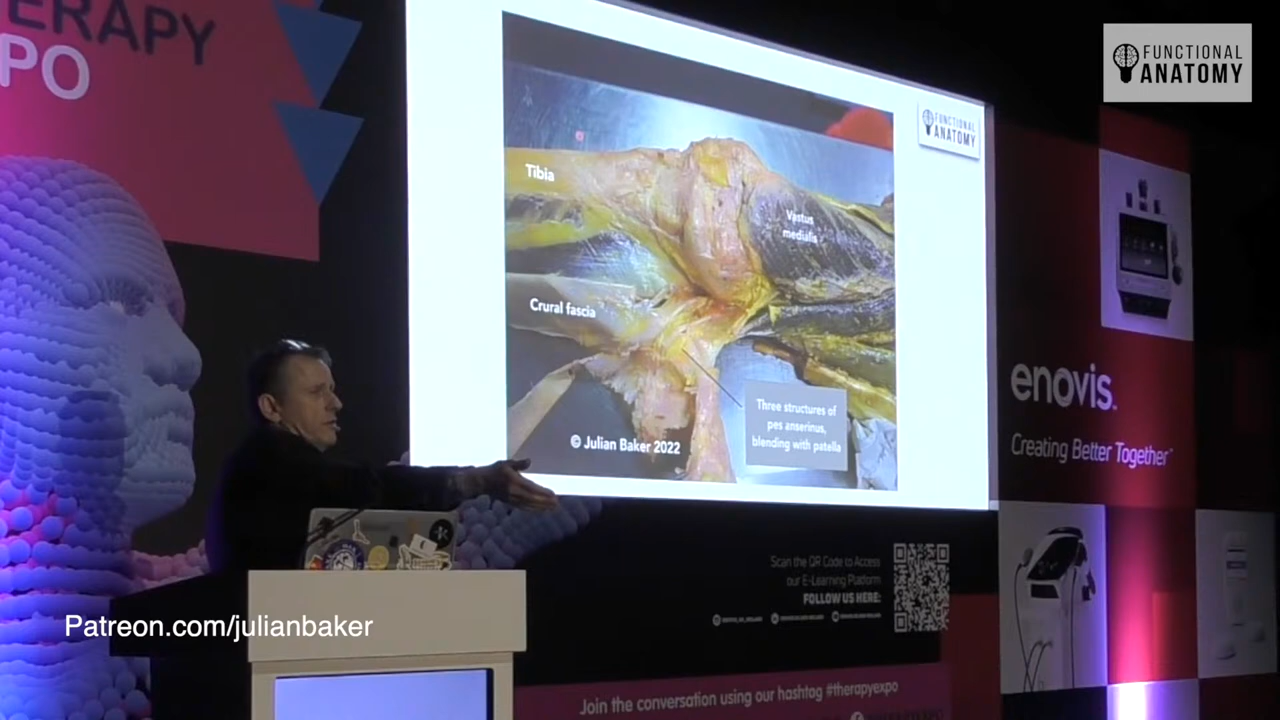 ERAPY
PO
FUNCTIONAL
ANATOMY
FUNCTIONAL
ANATOMY
Tibia
Vastus
medialis
Crural fascia
Three structures of
pes anserinus,
blending with patella
© Julian Baker 2022
enovis
Creating Better Together
Scan the QR Code to Access
our E-Learning Platform
FOLLOW US HERE:
Patreon.com/julianbaker
Join the conversation using our hashtag #therapyexpo